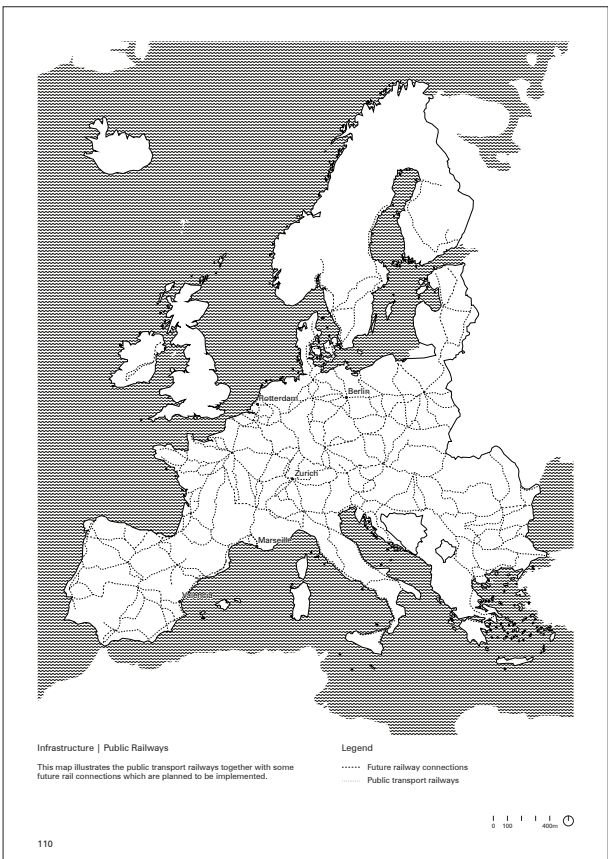 Berlin
Rotterdam
Zurich
Marseille
Valencia
Infrastructure | Public Railways
This map illustrates the public transport railways together with some
future rail connections which are planned to be implemented.
Legend
Future railway connections
Public transport railways
0 100 400m
110